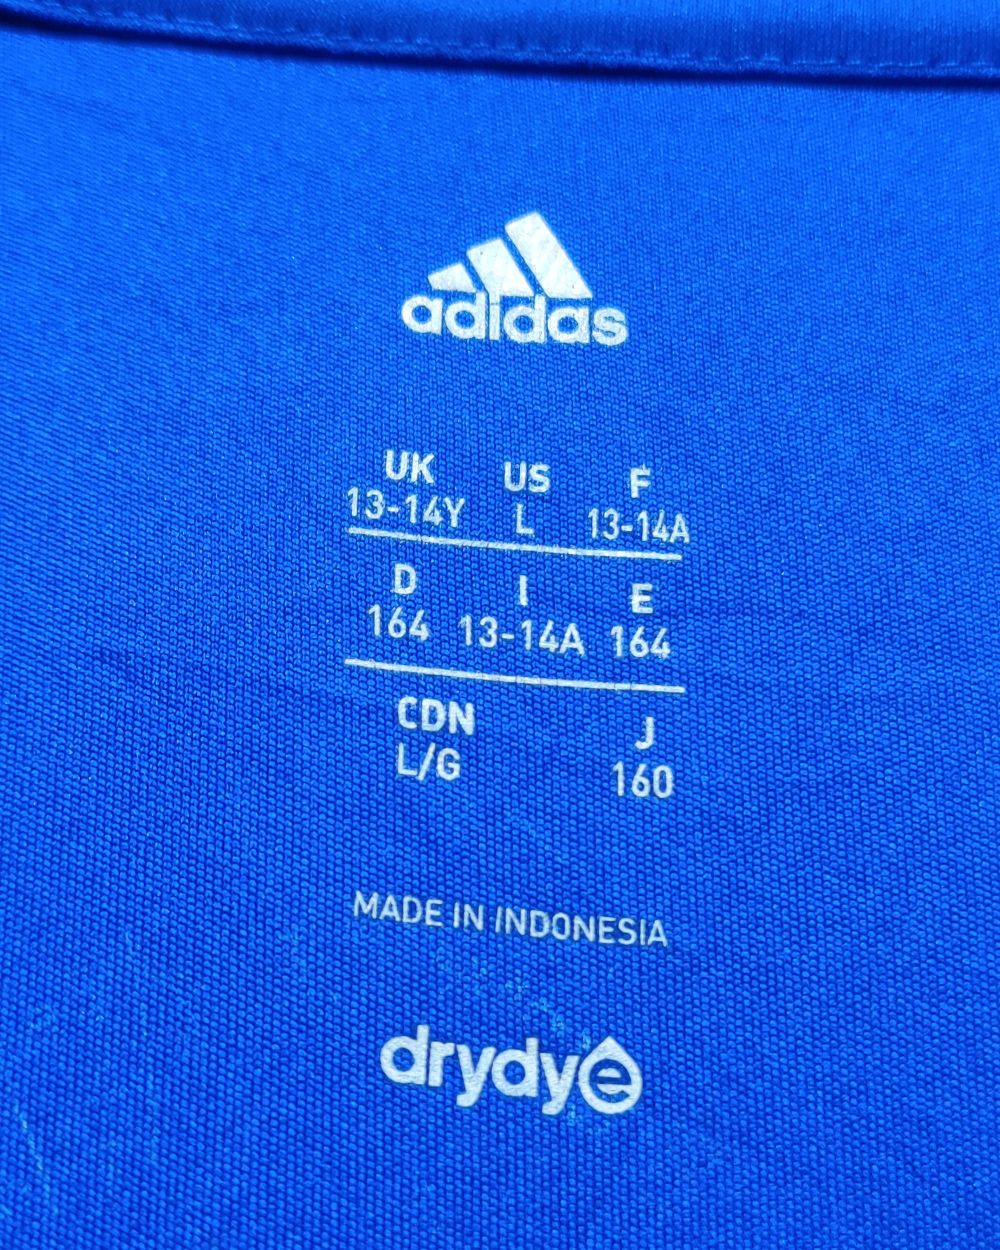 adidas
UK US F
13-14Y L 13-14A
D I E
164 13-14A 164
CDN J
L/G 160
MADE IN INDONESIA
drydye